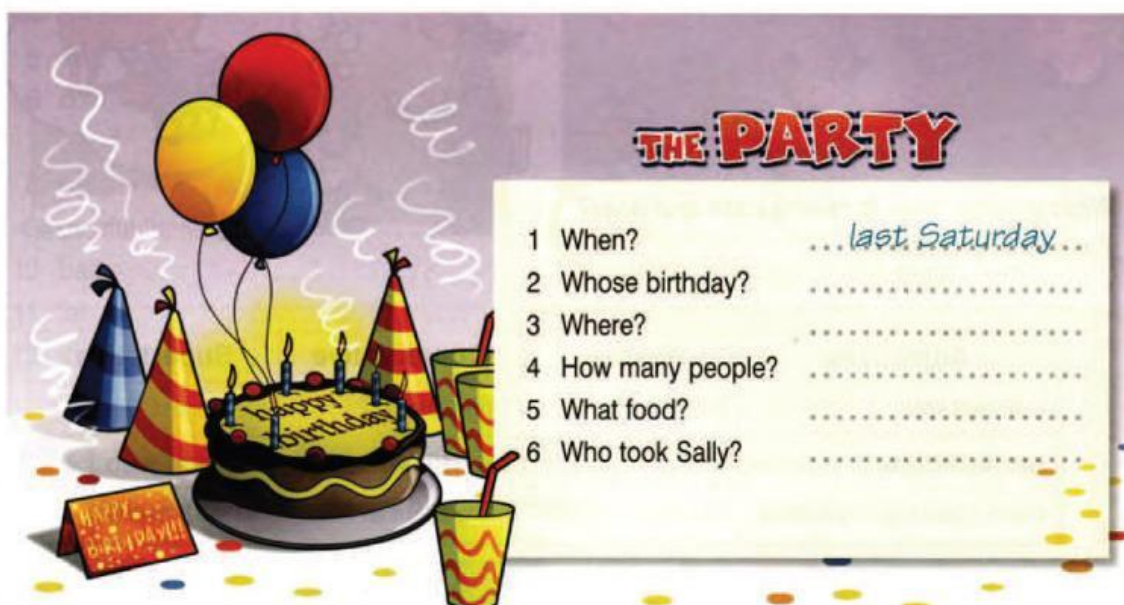 THE PARTY
1 When? last Saturday
2 Whose birthday?
3 Where?
4 How many people?
5 What food?
6 Who took Sally?
happy
birthday
HAPPY
BIRTHDAY!!!